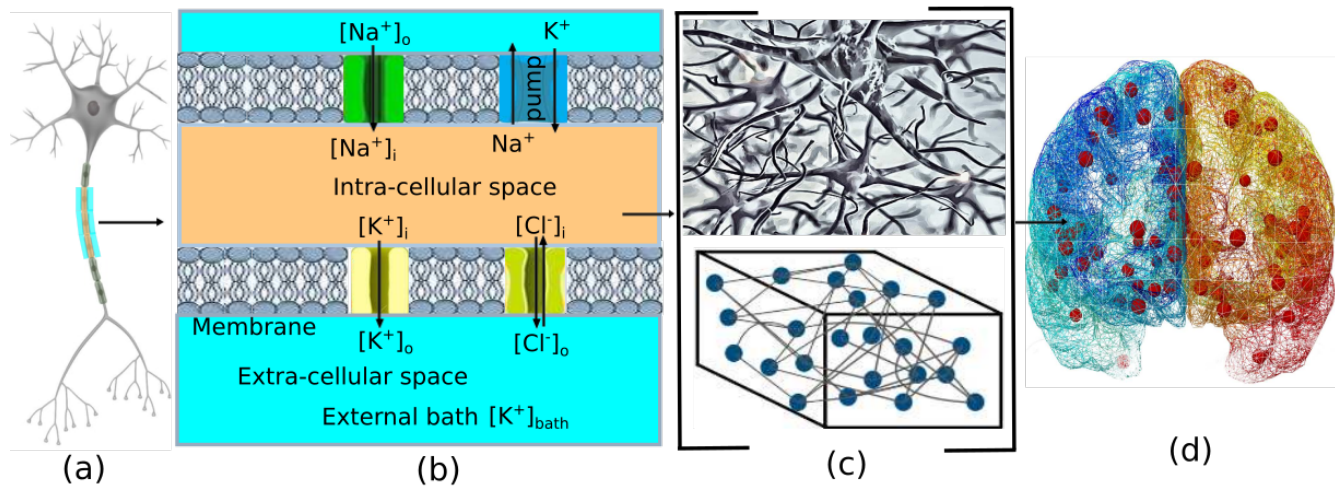 [Na⁺]ₒ
K⁺
pump
[Na⁺]ᵢ
Na⁺
Intra-cellular space
[K⁺]ᵢ
[Cl⁻]ᵢ
Membrane
[K⁺]ₒ
[Cl⁻]ₒ
Extra-cellular space
External bath [K⁺]bath
(a)
(b)
(c)
(d)